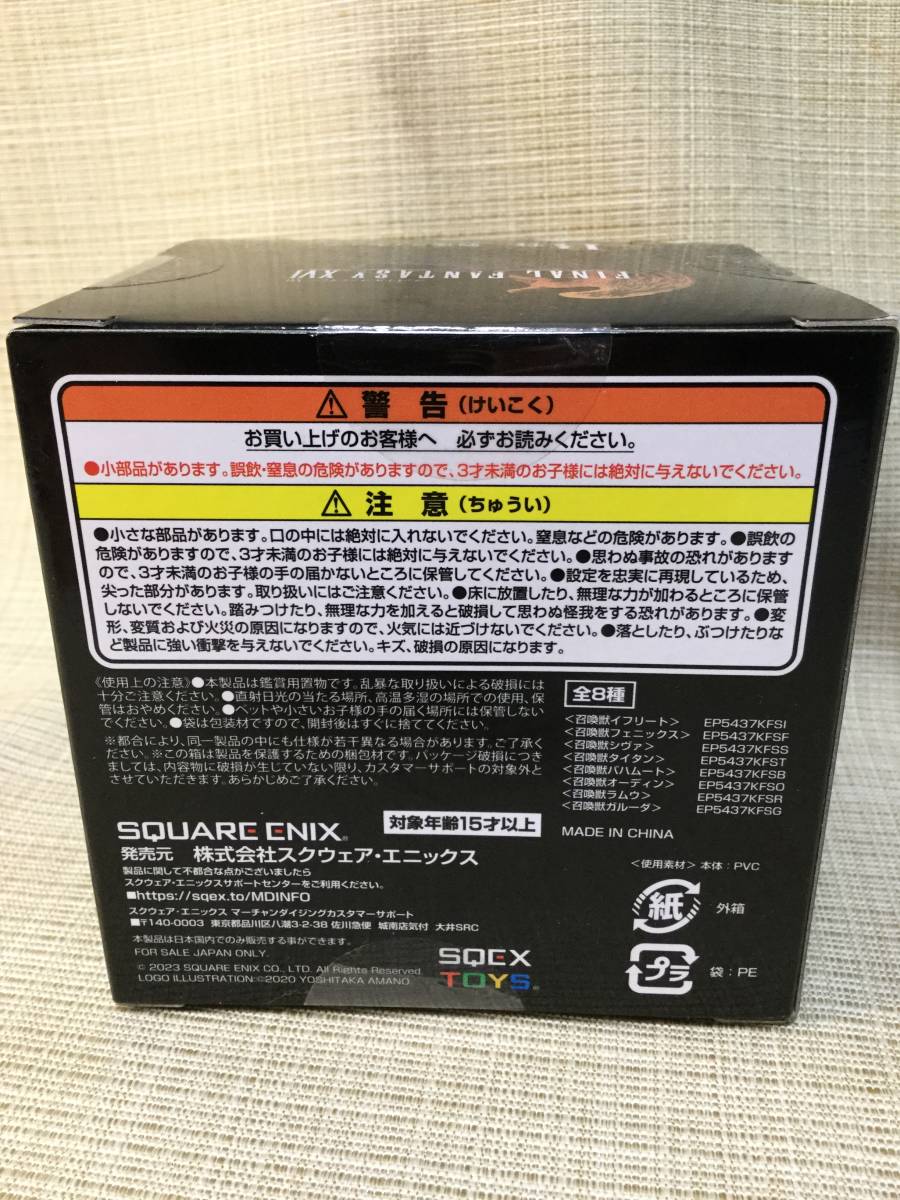 FINAL FANTASY XVI
警告(けいこく)
お買い上げのお客様へ 必ずお読みください。
●小部品があります。誤飲・窒息の危険がありますので、3才未満のお子様には絶対に与えないでください。
注意(ちゅうい)
●小さな部品があります。口の中には絶対に入れないでください。窒息などの危険があります。●誤飲の
危険がありますので、3才未満のお子様には絶対に与えないでください。●思わぬ事故の恐れがあります
ので、3才未満のお子様の手の届かないところに保管してください。●設定を忠実に再現しているため、
尖った部分があります。取り扱いにはご注意ください。●床に放置したり、無理な力が加わるところに保管
しないでください。踏みつけたり、無理な力を加えると破損して思わぬ怪我をする恐れがあります。●変
形、変質および火災の原因になりますので、火気には近づけないでください。●落としたり、ぶつけたりな
ど製品に強い衝撃を与えないでください。キズ、破損の原因になります。
《使用上の注意》●本製品は鑑賞用置物です。乱暴な取り扱いによる破損には
十分ご注意ください。●直射日光の当たる場所、高温多湿の場所での使用、保
管はおやめください。●ペットや小さいお子様の手の届く場所には保管しない
でください。●袋は包装材ですので、開封後はすぐに捨ててください。
※都合により、同一製品の中にも仕様が若干異なる場合があります。ご了承く
ださい。※この箱は製品を保護するための梱包材です。パッケージ破損につき
ましては、内容物に破損が生じていない限り、カスタマーサポートの対象外と
させていただきます。あらかじめご了承ください。
全8種
<召喚獣イフリート> EP5437KFSI
<召喚獣フェニックス> EP5437KFSF
<召喚獣シヴァ> EP5437KFSS
<召喚獣タイタン> EP5437KFST
<召喚獣バハムート> EP5437KFSB
<召喚獣オーディン> EP5437KFSO
<召喚獣ラムウ> EP5437KFSR
<召喚獣ガルーダ> EP5437KFSG
MADE IN CHINA
SQUARE ENIX®
対象年齢15才以上
発売元 株式会社スクウェア・エニックス
製品に関して不都合な点がございましたら
スクウェア・エニックスサポートセンターをご利用ください。
■https://sqex.to/MDINFO
スクウェア・エニックス マーチャンダイジングカスタマーサポート
■〒140-0003 東京都品川区八潮3-2-38 佐川急便 城南店気付 大井SRC
本製品は日本国内でのみ販売する事ができます。
FOR SALE JAPAN ONLY.
© 2023 SQUARE ENIX CO., LTD. All Rights Reserved.
LOGO ILLUSTRATION:©2020 YOSHITAKA AMANO
SQEX
TOYS®
<使用素材> 本体:PVC
紙
外箱
プラ
袋:PE